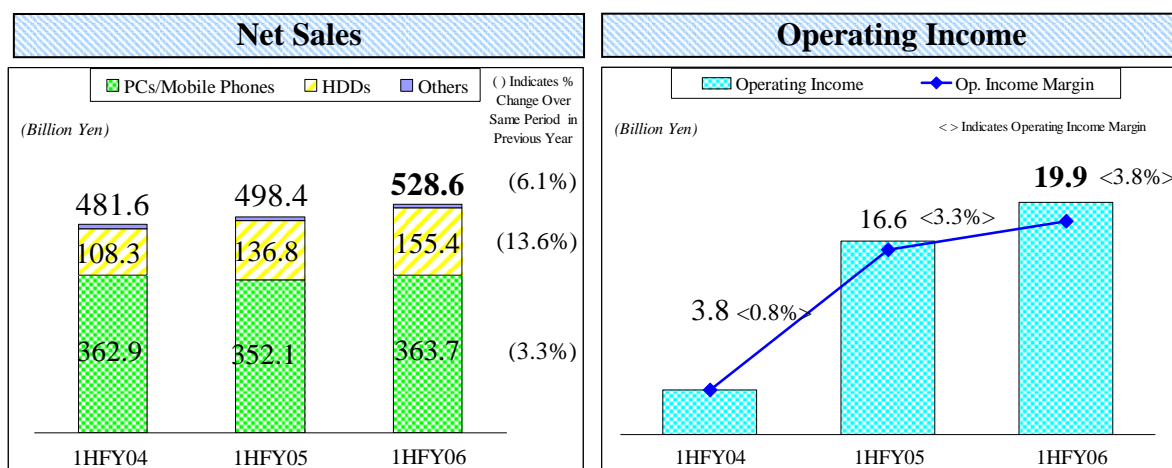 Net Sales
PCs/Mobile Phones HDDs Others
( ) Indicates %
Change Over
Same Period in
Previous Year
(Billion Yen)
481.6 498.4 528.6 (6.1%)
108.3 136.8 155.4 (13.6%)
362.9 352.1 363.7 (3.3%)
1HFY04 1HFY05 1HFY06
Operating Income
Operating Income Op. Income Margin
(Billion Yen)
< > Indicates Operating Income Margin
19.9 <3.8%>
16.6 <3.3%>
3.8 <0.8%>
1HFY04 1HFY05 1HFY06